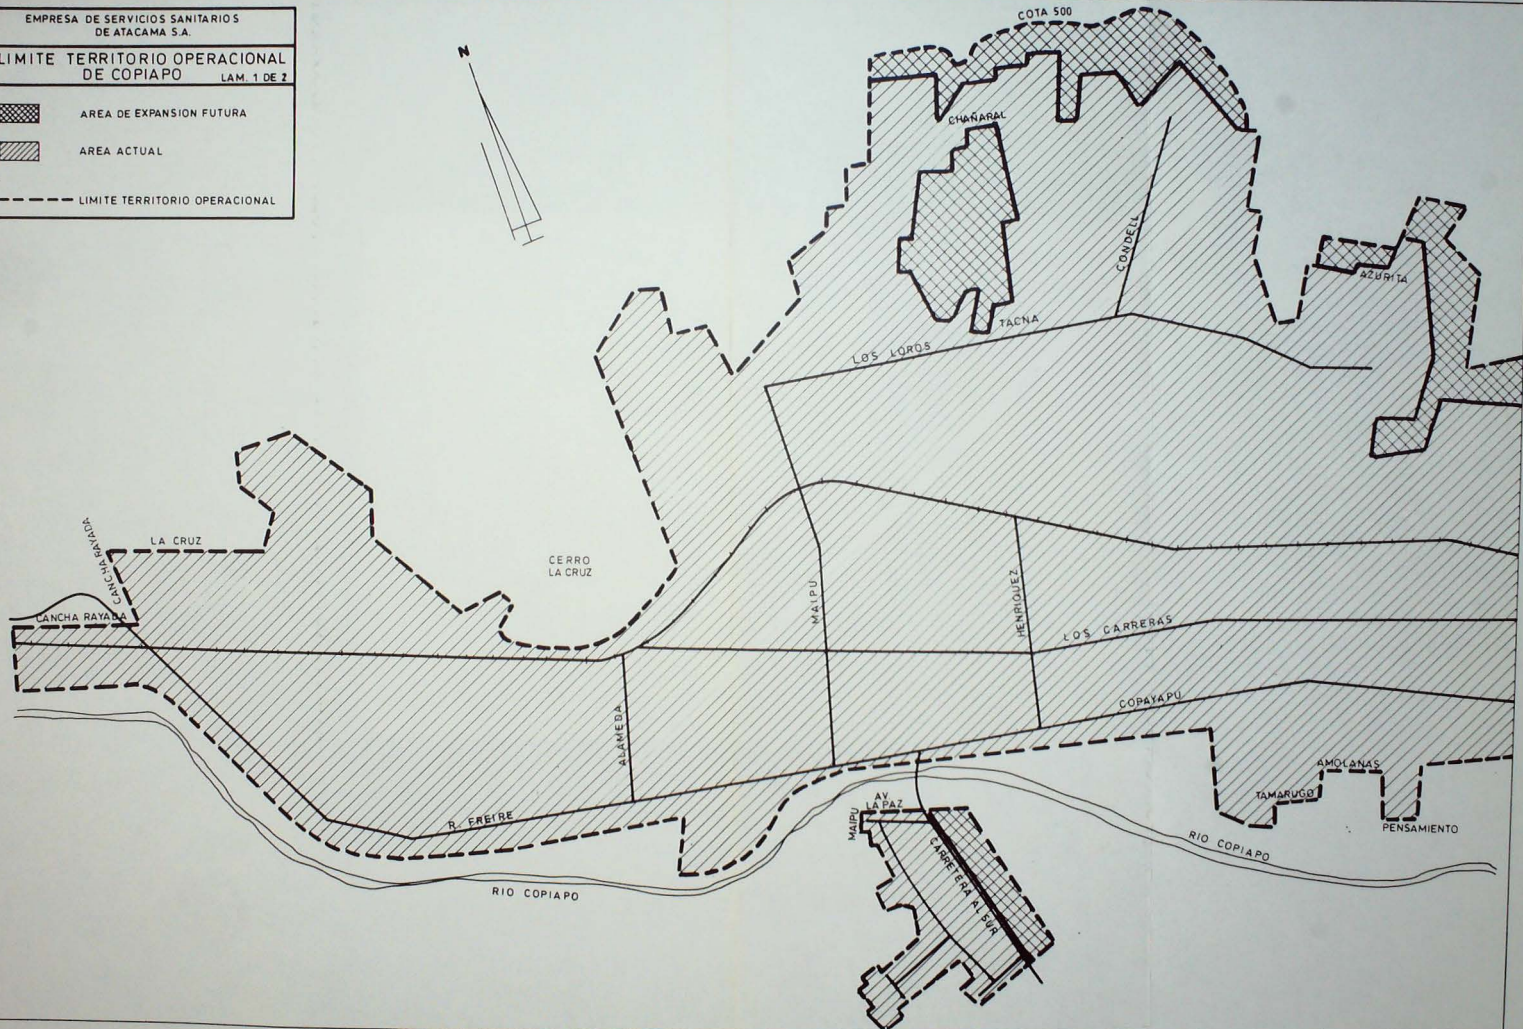 EMPRESA DE SERVICIOS SANITARIOS
DE ATACAMA S.A.
LIMITE TERRITORIO OPERACIONAL
DE COPIAPO LAM. 1 DE 2
AREA DE EXPANSION FUTURA
AREA ACTUAL
LIMITE TERRITORIO OPERACIONAL
N
COTA 500
CHAÑARAL
CONDELL
AZURITA
TACNA
LOS LOROS
CANCHA RAYADA
LA CRUZ
CERRO
LA CRUZ
CANCHA RAYADA
MAIPU
HENRIQUEZ
LOS CARRERAS
ALAMEDA
COPAYAPU
R. FREIRE
AMOLANAS
TAMARUGO
PENSAMIENTO
AV.
LA PAZ
MAIPU
CARRETERA AL SUR
RIO COPIAPO
RIO COPIAPO